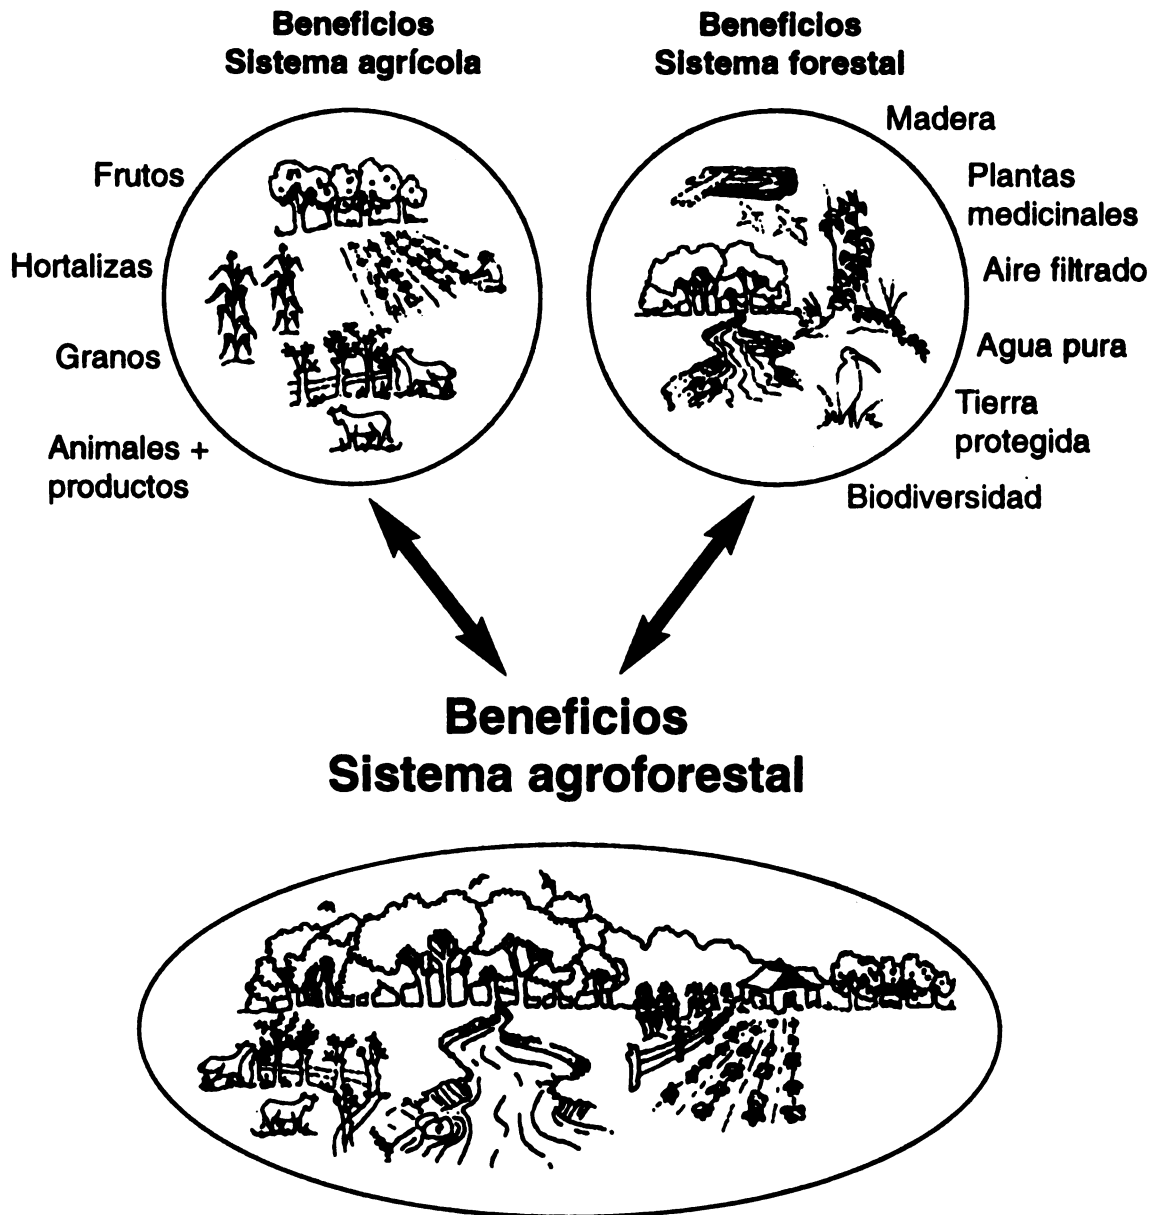 Beneficios
Sistema agrícola
Frutos
Hortalizas
Granos
Animales +
productos
Beneficios
Sistema forestal
Madera
Plantas
medicinales
Aire filtrado
Agua pura
Tierra
protegida
Biodiversidad
Beneficios
Sistema agroforestal